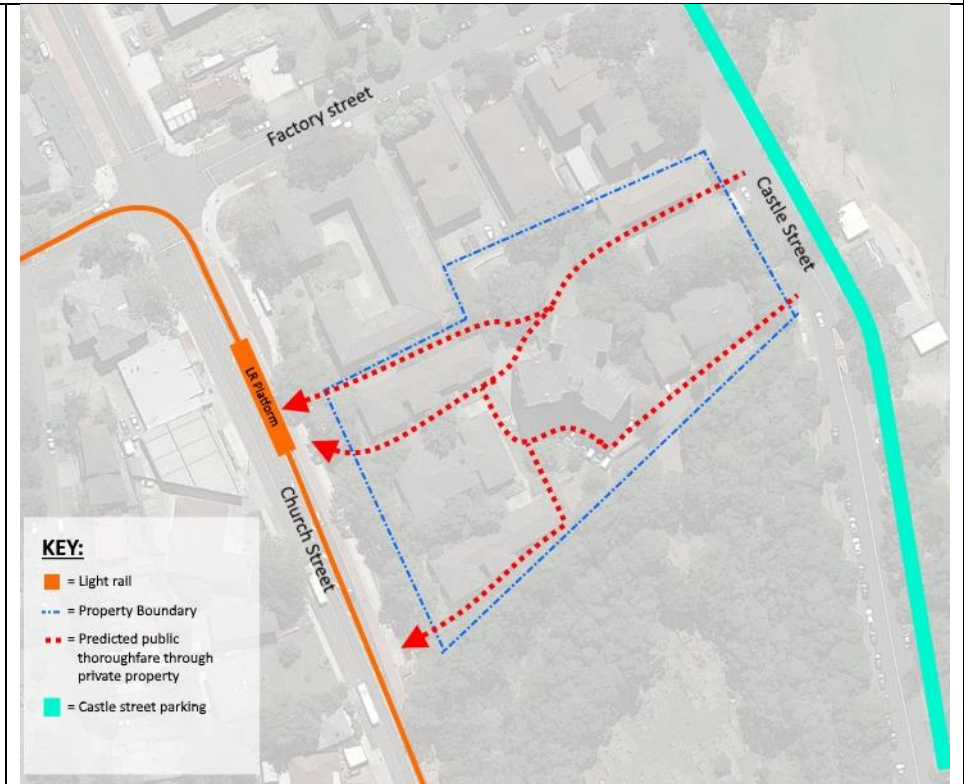 Factory street
Castle Street
LR Platform
Church Street
KEY:
= Light rail
= Property Boundary
= Predicted public
thoroughfare through
private property
= Castle street parking